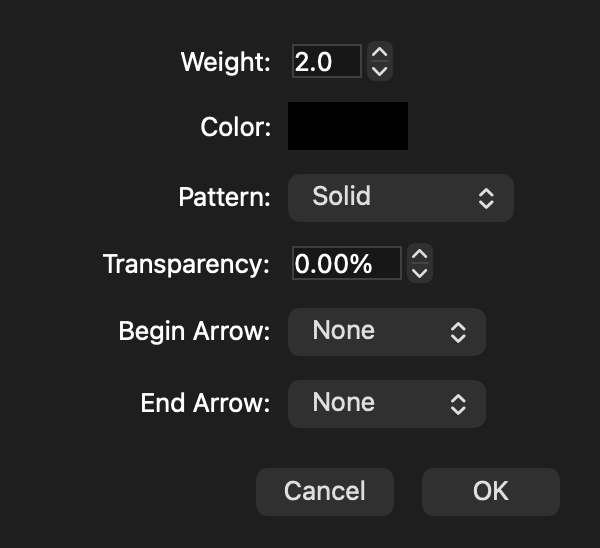 Weight: 2.0
Color:
Pattern: Solid
Transparency: 0.00%
Begin Arrow: None
End Arrow: None
Cancel OK